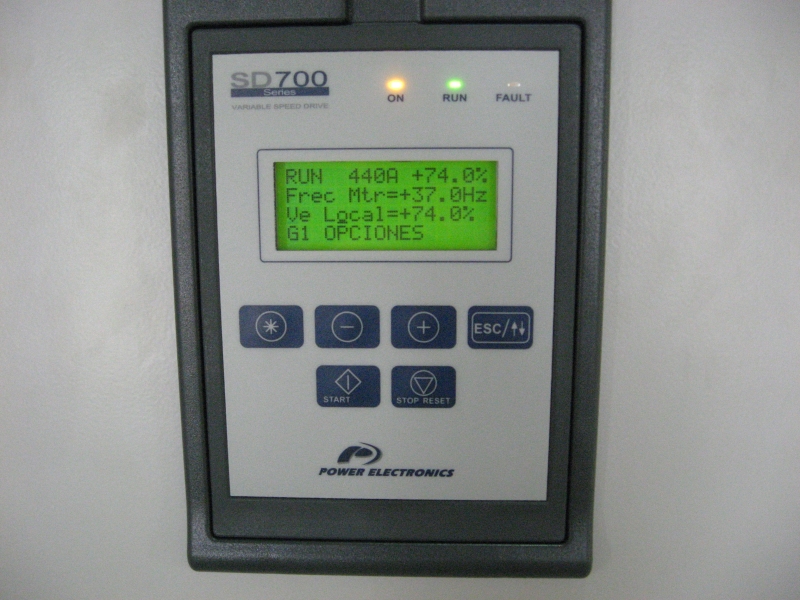 SD700
Series
VARIABLE SPEED DRIVE
ON RUN FAULT
RUN 440A +74.0%
Frec Mtr=+37.0Hz
Ve Local=+74.0%
G1 OPCIONES
ESC/
START STOP RESET
POWER ELECTRONICS